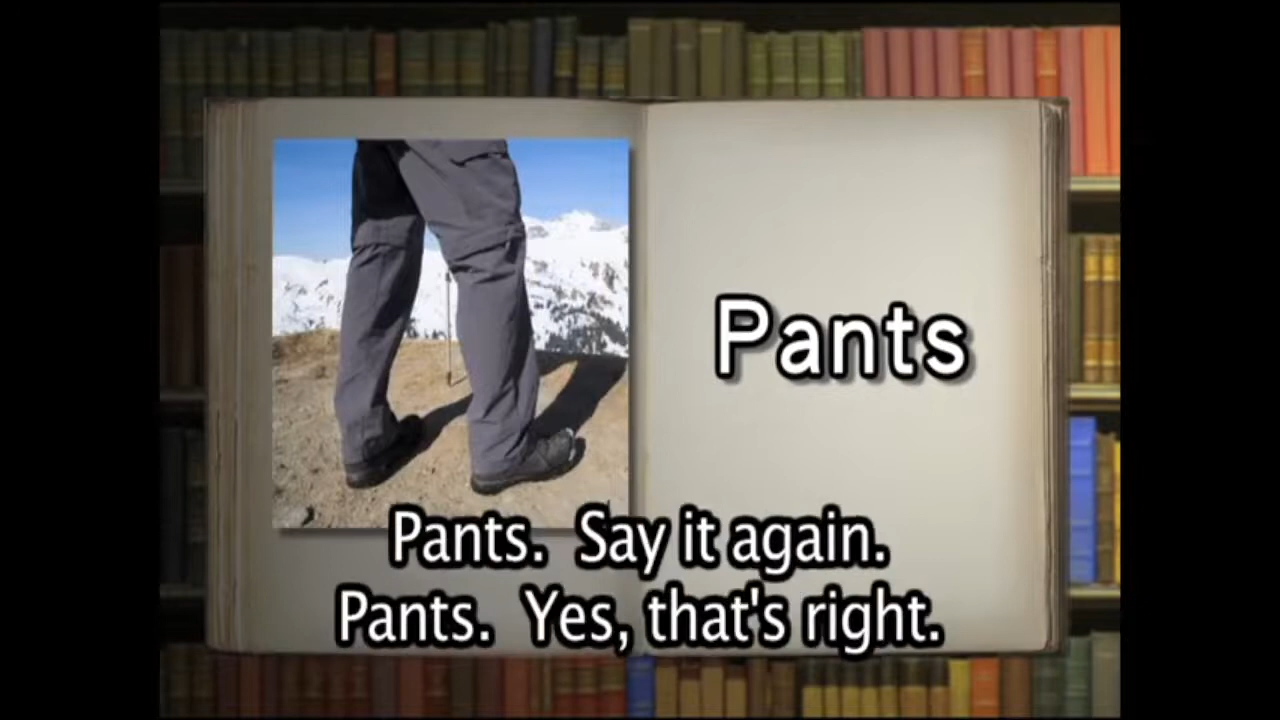 Pants
Pants.  Say it again.
Pants.  Yes, that's right.